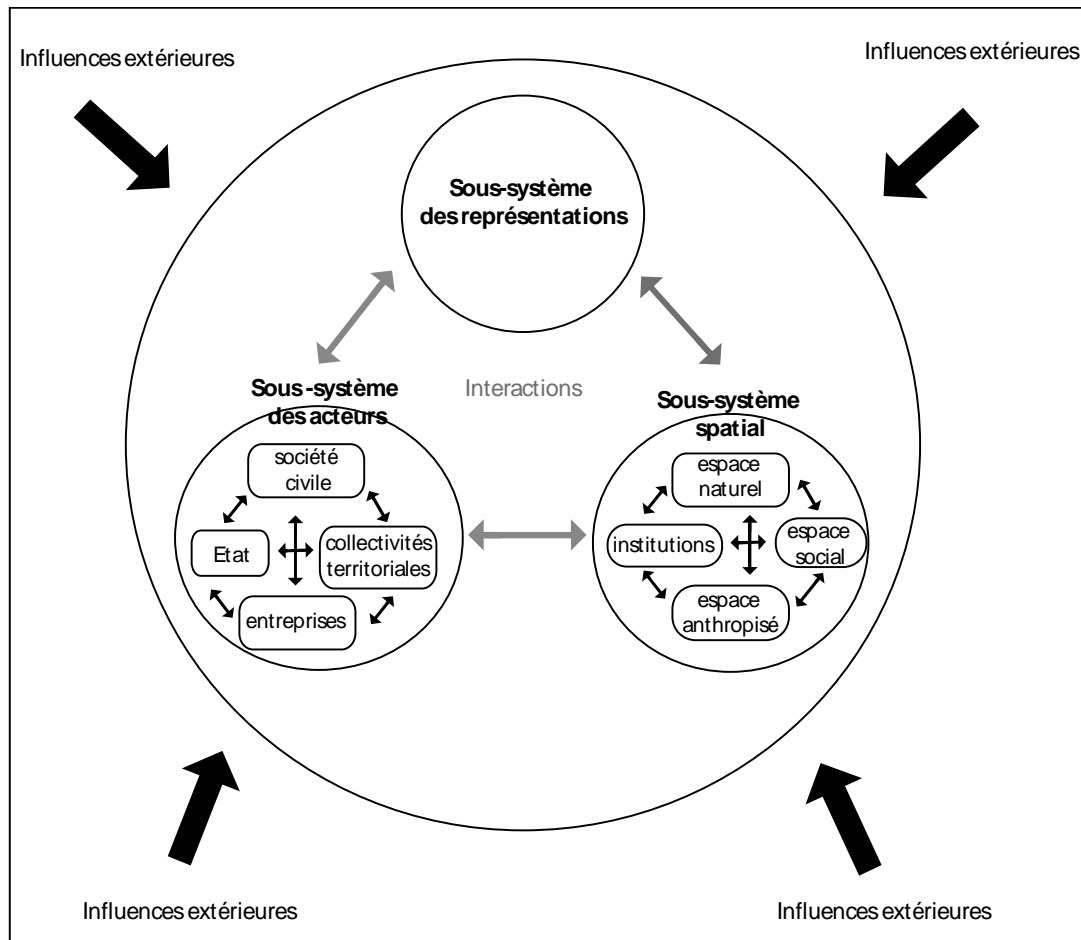 Influences extérieures
Influences extérieures
Sous-système
des représentations
Interactions
Sous-système
des acteurs
société
civile
Etat
collectivités
territoriales
entreprises
Sous-système
spatial
espace
naturel
institutions
espace
social
espace
anthropisé
Influences extérieures
Influences extérieures